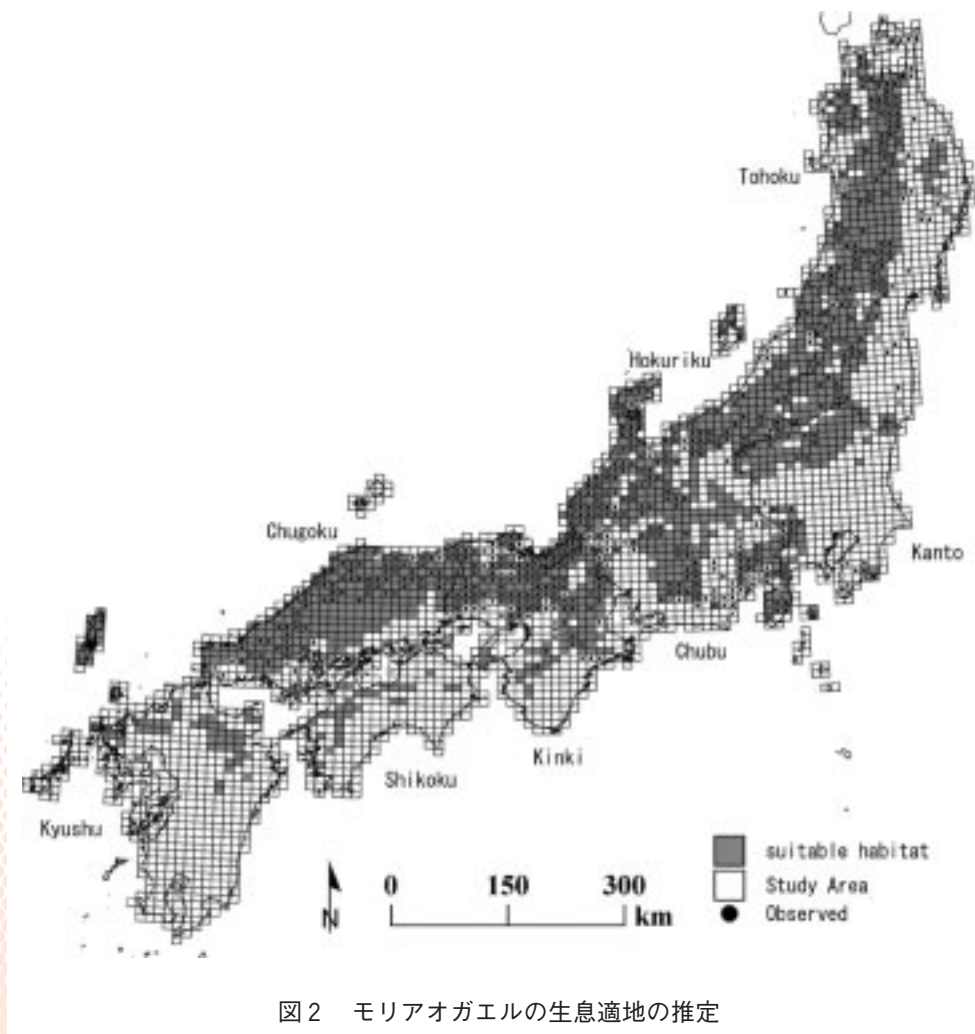 Tohoku
Hokuriku
Chugoku
Kanto
Chubu
Kinki
Shikoku
Kyushu
N
0 150 300 km
suitable habitat
Study Area
Observed
図2 モリアオガエルの生息適地の推定